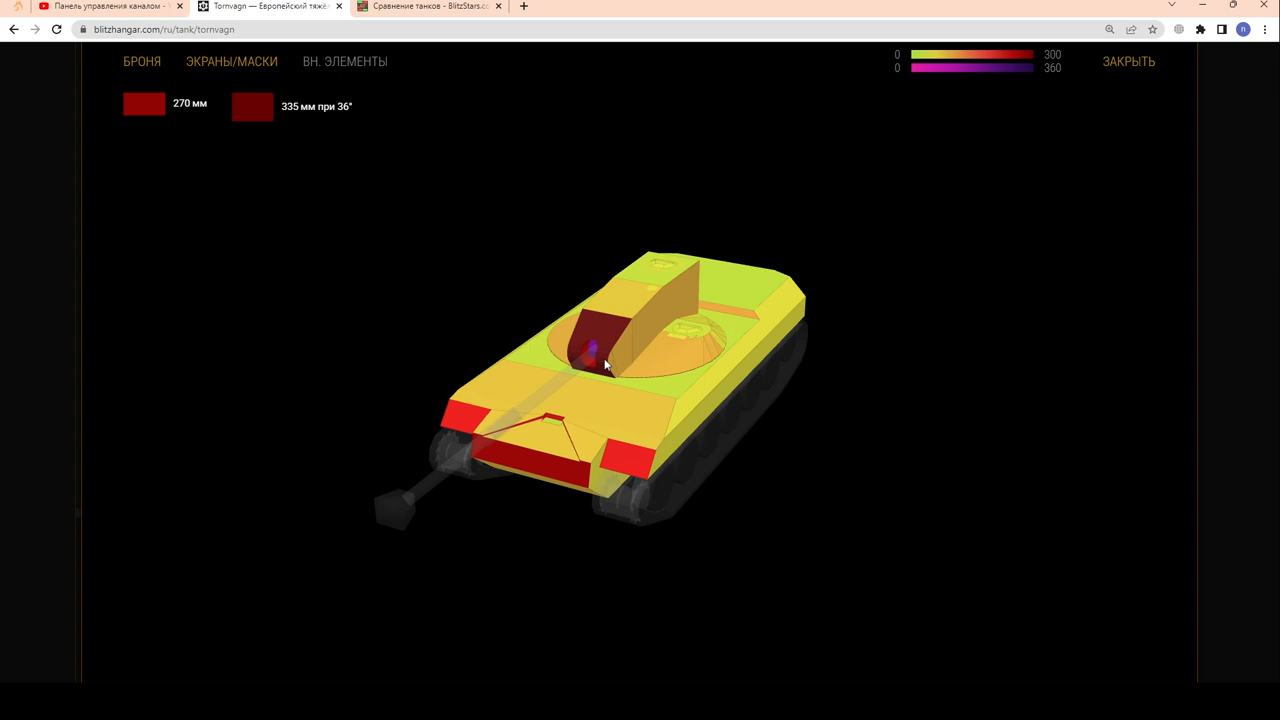 Панель управления каналом -
Tornvagn — Европейский тяжёл
Сравнение танков - BlitzStars.co
blitzhangar.com/ru/tank/tornvagn
n
БРОНЯ ЭКРАНЫ/МАСКИ ВН. ЭЛЕМЕНТЫ
0 300
0 360
ЗАКРЫТЬ
270 мм
335 мм при 36°